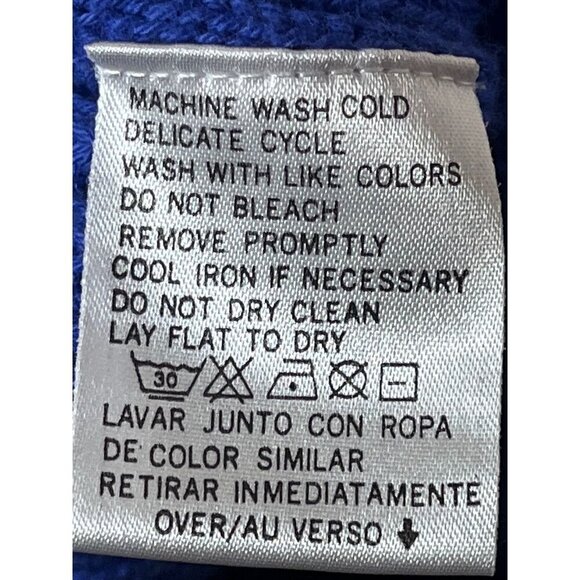 MACHINE WASH COLD
DELICATE CYCLE
WASH WITH LIKE COLORS
DO NOT BLEACH
REMOVE PROMPTLY
COOL IRON IF NECESSARY
DO NOT DRY CLEAN
LAY FLAT TO DRY
30
LAVAR JUNTO CON ROPA
DE COLOR SIMILAR
RETIRAR INMEDIATAMENTE
OVER/AU VERSO